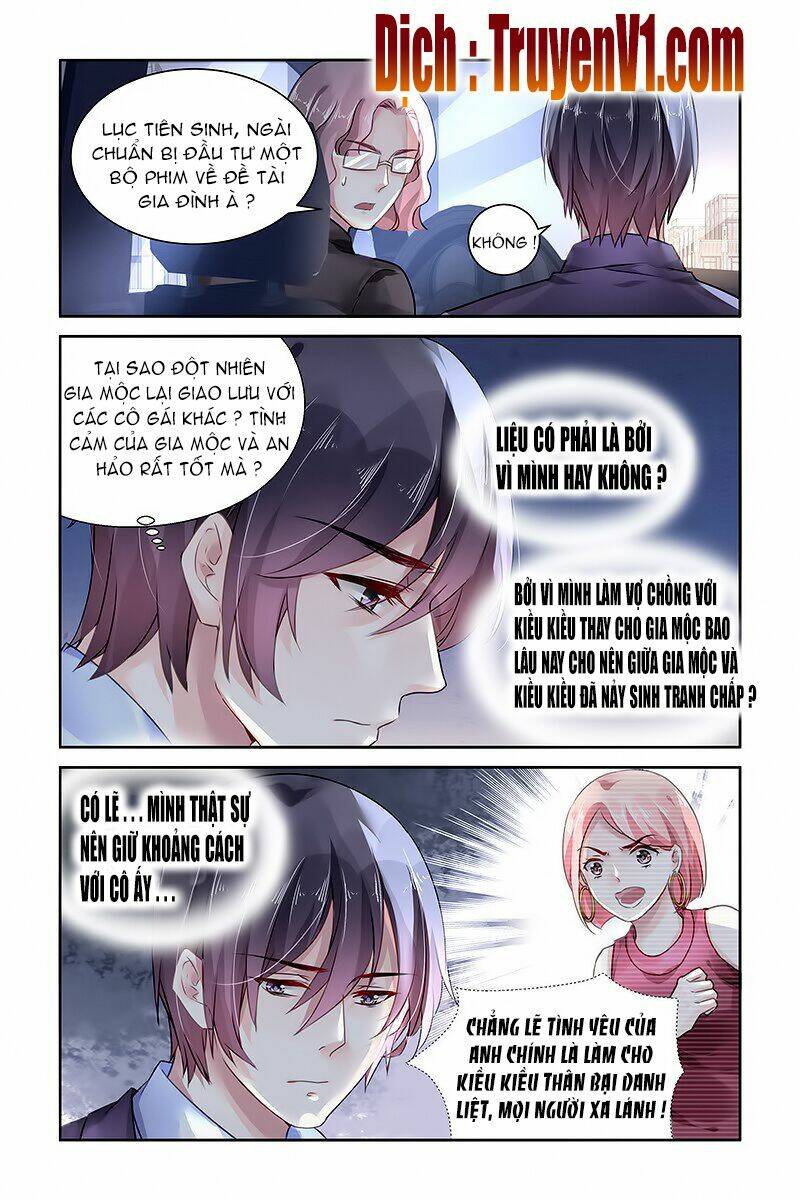 Dịch : TruyenV1.com
LỤC TIÊN SINH, NGÀI
CHUẨN BỊ ĐẦU TƯ MỘT
BỘ PHIM VỀ ĐỀ TÀI
GIA ĐÌNH À ?
KHÔNG !
TẠI SAO ĐỘT NHIÊN
GIA MỘC LẠI GIAO LƯU VỚI
CÁC CÔ GÁI KHÁC ? TÌNH
CẢM CỦA GIA MỘC VÀ AN
HẢO RẤT TỐT MÀ ?
LIỆU CÓ PHẢI LÀ BỞI
VÌ MÌNH HAY KHÔNG ?
BỞI VÌ MÌNH LÀM VỢ CHỒNG VỚI
KIỀU KIỀU THAY CHO GIA MỘC BAO
LÂU NAY CHO NÊN GIỮA GIA MỘC VÀ
KIỀU KIỀU ĐÃ NẢY SINH TRANH CHẤP ?
CÓ LẼ . . . MÌNH THẬT SỰ
NÊN GIỮ KHOẢNG CÁCH
VỚI CÔ ẤY . . .
CHẲNG LẼ TÌNH YÊU CỦA
ANH CHÍNH LÀ LÀM CHO
KIỀU KIỀU THÂN BẠI DANH
LIỆT, MỌI NGƯỜI XA LÁNH !